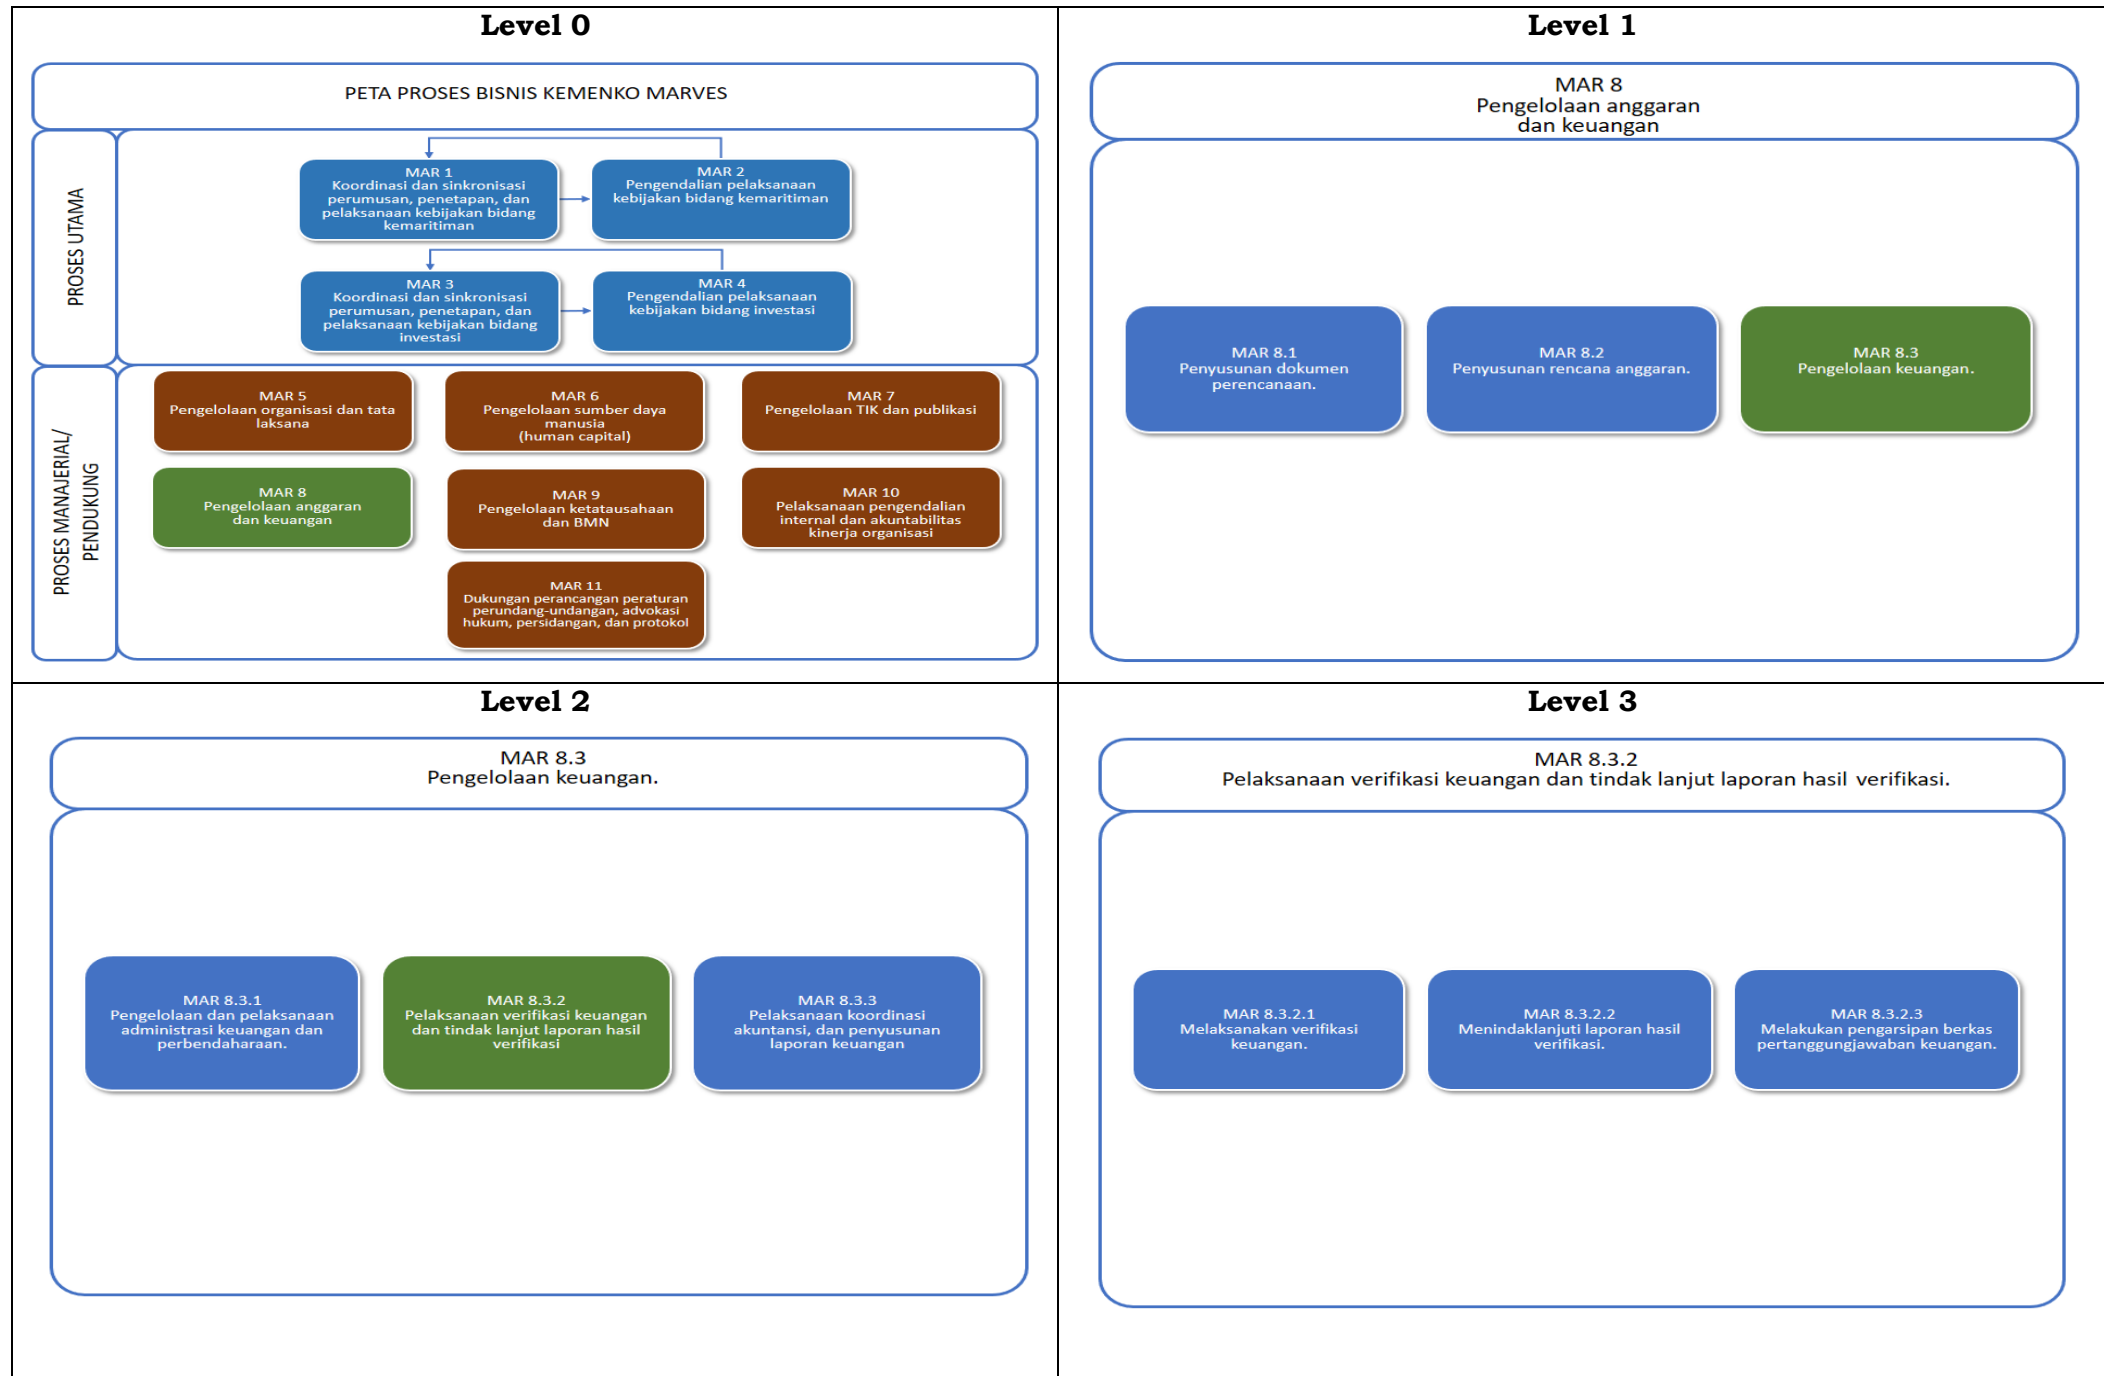 Level 0
PETA PROSES BISNIS KEMENKO MARVES
PROSES UTAMA
MAR 1
Koordinasi dan sinkronisasi
perumusan, penetapan, dan
pelaksanaan kebijakan bidang
kemaritiman
MAR 2
Pengendalian pelaksanaan
kebijakan bidang kemaritiman
MAR 3
Koordinasi dan sinkronisasi
perumusan, penetapan, dan
pelaksanaan kebijakan bidang
investasi
MAR 4
Pengendalian pelaksanaan
kebijakan bidang investasi
PROSES MANAJERIAL/
PENDUKUNG
MAR 5
Pengelolaan organisasi dan tata
laksana
MAR 6
Pengelolaan sumber daya
manusia
(human capital)
MAR 7
Pengelolaan TIK dan publikasi
MAR 8
Pengelolaan anggaran
dan keuangan
MAR 9
Pengelolaan ketatausahaan
dan BMN
MAR 10
Pelaksanaan pengendalian
internal dan akuntabilitas
kinerja organisasi
MAR 11
Dukungan perancangan peraturan
perundang-undangan, advokasi
hukum, persidangan, dan protokol
Level 1
MAR 8
Pengelolaan anggaran
dan keuangan
MAR 8.1
Penyusunan dokumen
perencanaan.
MAR 8.2
Penyusunan rencana anggaran.
MAR 8.3
Pengelolaan keuangan.
Level 2
MAR 8.3
Pengelolaan keuangan.
MAR 8.3.1
Pengelolaan dan pelaksanaan
administrasi keuangan dan
perbendaharaan.
MAR 8.3.2
Pelaksanaan verifikasi keuangan
dan tindak lanjut laporan hasil
verifikasi
MAR 8.3.3
Pelaksanaan koordinasi
akuntansi, dan penyusunan
laporan keuangan
Level 3
MAR 8.3.2
Pelaksanaan verifikasi keuangan dan tindak lanjut laporan hasil verifikasi.
MAR 8.3.2.1
Melaksanakan verifikasi
keuangan.
MAR 8.3.2.2
Menindaklanjuti laporan hasil
verifikasi.
MAR 8.3.2.3
Melakukan pengarsipan berkas
pertanggungjawaban keuangan.